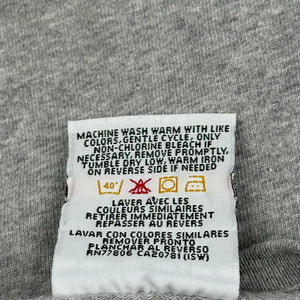 MACHINE WASH WARM WITH LIKE
COLORS, GENTLE CYCLE, ONLY
NON-CHLORINE BLEACH IF
NECESSARY, REMOVE PROMPTLY,
TUMBLE DRY LOW, WARM IRON
ON REVERSE SIDE IF NEEDED
40°
LAVER AVEC LES
COULEURS SIMILAIRES
RETIRER IMMEDIATEMENT
REPASSER AU REVERS
LAVAR CON COLORES SIMILARES
REMOVER PRONTO
PLANCHAR AL REVERSO
RN77806 CA20781 (ISW)